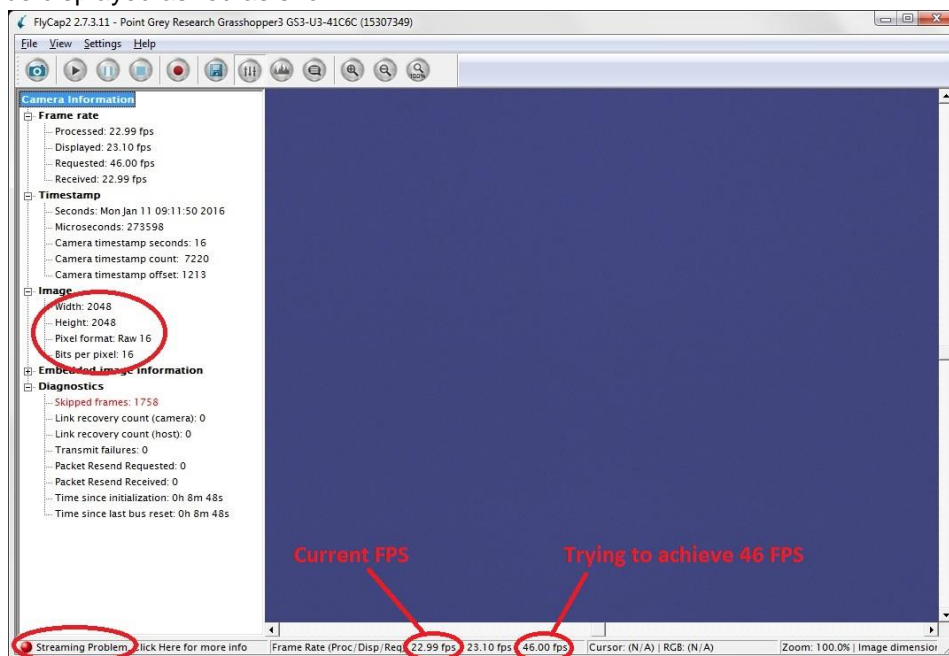 FlyCap2 2.7.3.11 - Point Grey Research Grasshopper3 GS3-U3-41C6C (15307349)
File View Settings Help
100%
Camera Information
Frame rate
Processed: 22.99 fps
Displayed: 23.10 fps
Requested: 46.00 fps
Received: 22.99 fps
Timestamp
Seconds: Mon Jan 11 09:11:50 2016
Microseconds: 273598
Camera timestamp seconds: 16
Camera timestamp count: 7220
Camera timestamp offset: 1213
Image
Width: 2048
Height: 2048
Pixel format: Raw 16
Bits per pixel: 16
Embedded image information
Diagnostics
Skipped frames: 1758
Link recovery count (camera): 0
Link recovery count (host): 0
Transmit failures: 0
Packet Resend Requested: 0
Packet Resend Received: 0
Time since initialization: 0h 8m 48s
Time since last bus reset: 0h 8m 48s
Current FPS Trying to achieve 46 FPS
Streaming Problem Click Here for more info Frame Rate (Proc/Disp/Req) 22.99 fps 23.10 fps 46.00 fps Cursor: (N/A) | RGB: (N/A) Zoom: 100.0% | Image dimension